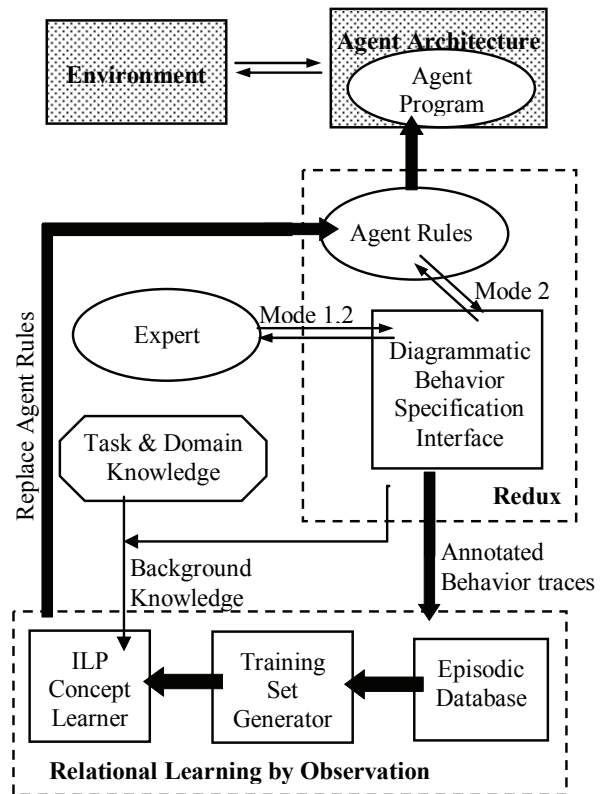 Agent Architecture
Environment
Agent
Program
Agent Rules
Mode 2
Mode 1,2
Expert
Diagrammatic
Behavior
Specification
Interface
Replace Agent Rules
Task & Domain
Knowledge
Redux
Annotated
Behavior traces
Background
Knowledge
ILP
Concept
Learner
Training
Set
Generator
Episodic
Database
Relational Learning by Observation